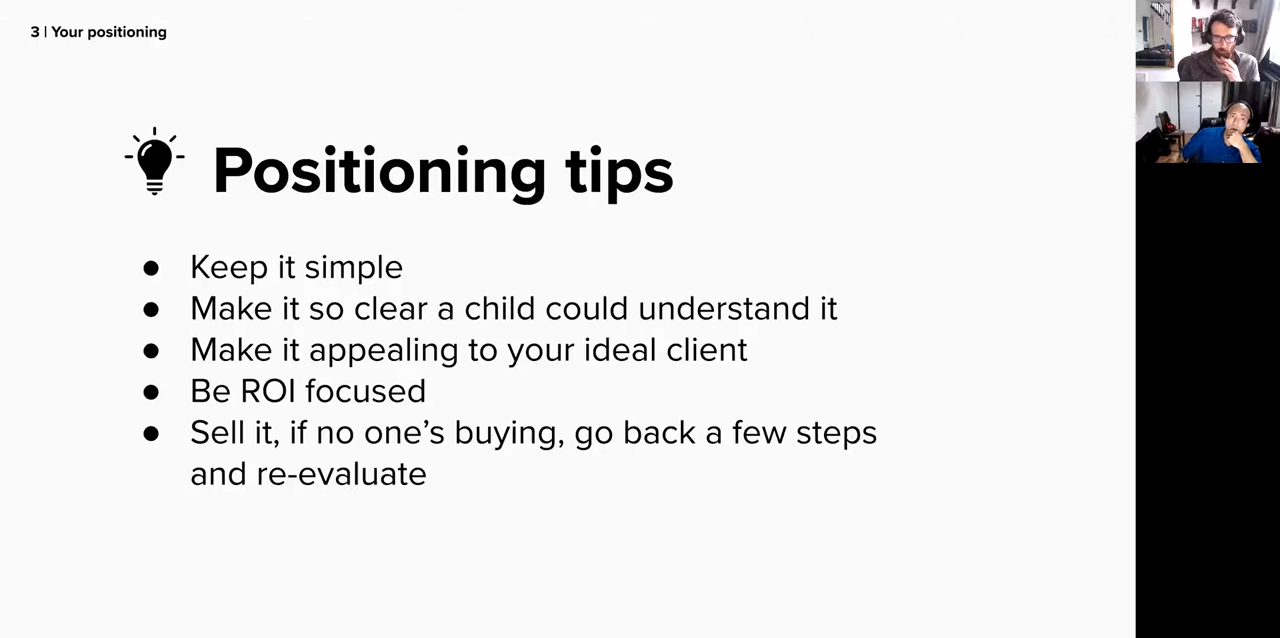 3 | Your positioning
Positioning tips
● Keep it simple
● Make it so clear a child could understand it
● Make it appealing to your ideal client
● Be ROI focused
● Sell it, if no one’s buying, go back a few steps
and re-evaluate